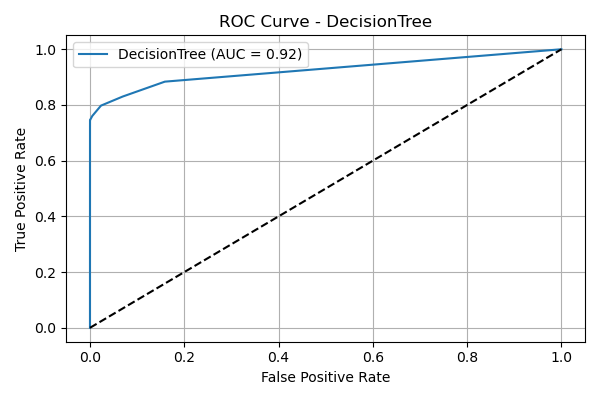 ROC Curve - DecisionTree
DecisionTree (AUC = 0.92)
True Positive Rate
1.0
0.8
0.6
0.4
0.2
0.0
0.0 0.2 0.4 0.6 0.8 1.0
False Positive Rate